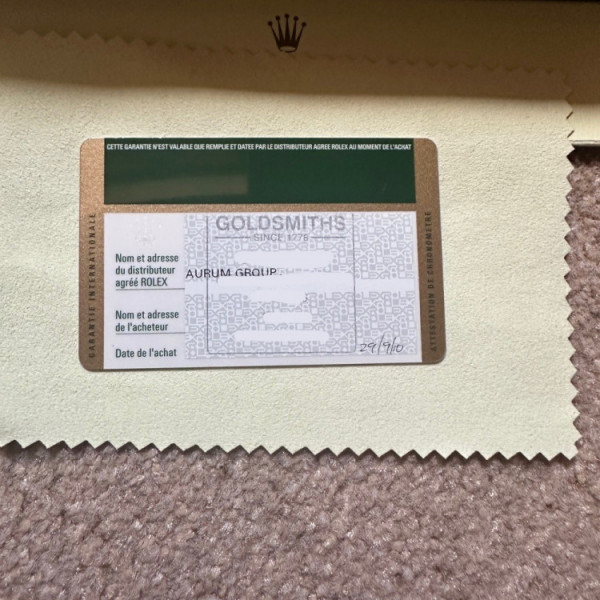 CETTE GARANTIE N'EST VALABLE QUE REMPLIE ET DATEE PAR LE DISTRIBUTEUR AGREE ROLEX AU MOMENT DE L'ACHAT
GARANTIE INTERNATIONALE
GOLDSMITHS
SINCE 1778
Nom et adresse
du distributeur
agréé ROLEX
AURUM GROUP
Nom et adresse
de l'acheteur
Date de l'achat
29/9/10
ATTESTATION DE CHRONOMETRE